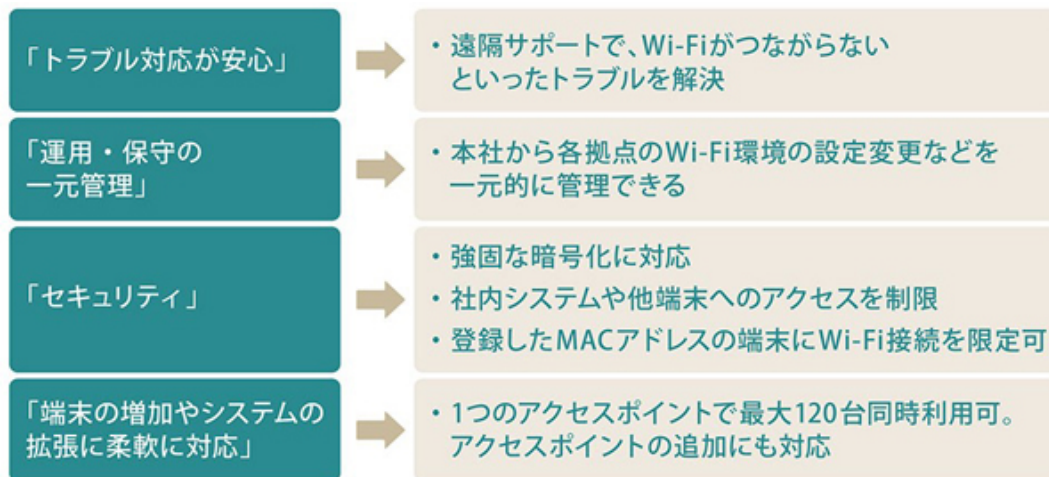 「トラブル対応が安心」
・遠隔サポートで、Wi-Fiがつながらない
といったトラブルを解決
「運用・保守の
一元管理」
・本社から各拠点のWi-Fi環境の設定変更などを
一元的に管理できる
「セキュリティ」
・強固な暗号化に対応
・社内システムや他端末へのアクセスを制限
・登録したMACアドレスの端末にWi-Fi接続を限定可
「端末の増加やシステムの
拡張に柔軟に対応」
・1つのアクセスポイントで最大120台同時利用可。
アクセスポイントの追加にも対応